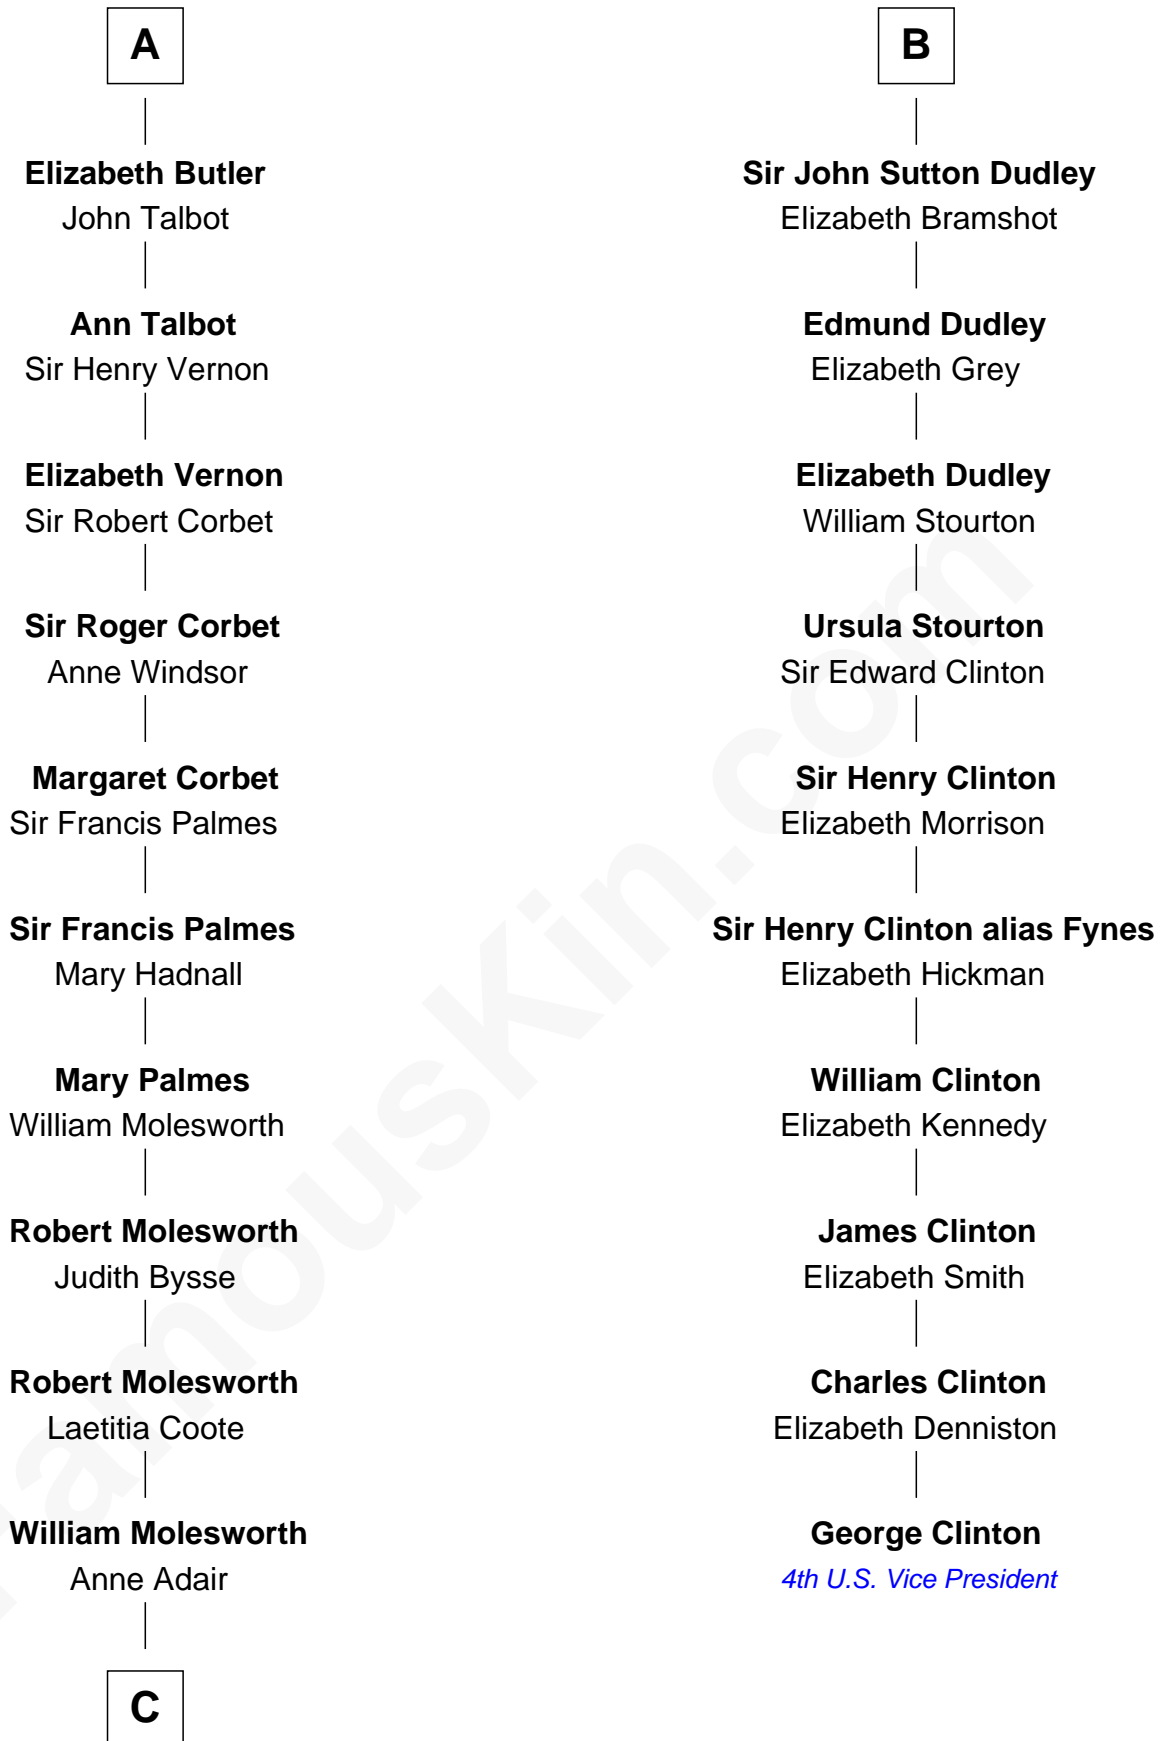 A
Elizabeth Butler
John Talbot
Ann Talbot
Sir Henry Vernon
Elizabeth Vernon
Sir Robert Corbet
Sir Roger Corbet
Anne Windsor
Margaret Corbet
Sir Francis Palmes
Sir Francis Palmes
Mary Hadnall
Mary Palmes
William Molesworth
Robert Molesworth
Judith Bysse
Robert Molesworth
Laetitia Coote
William Molesworth
Anne Adair
C
B
Sir John Sutton Dudley
Elizabeth Bramshot
Edmund Dudley
Elizabeth Grey
Elizabeth Dudley
William Stourton
Ursula Stourton
Sir Edward Clinton
Sir Henry Clinton
Elizabeth Morrison
Sir Henry Clinton alias Fynes
Elizabeth Hickman
William Clinton
Elizabeth Kennedy
James Clinton
Elizabeth Smith
Charles Clinton
Elizabeth Denniston
George Clinton
4th U.S. Vice President
FamousKin.com